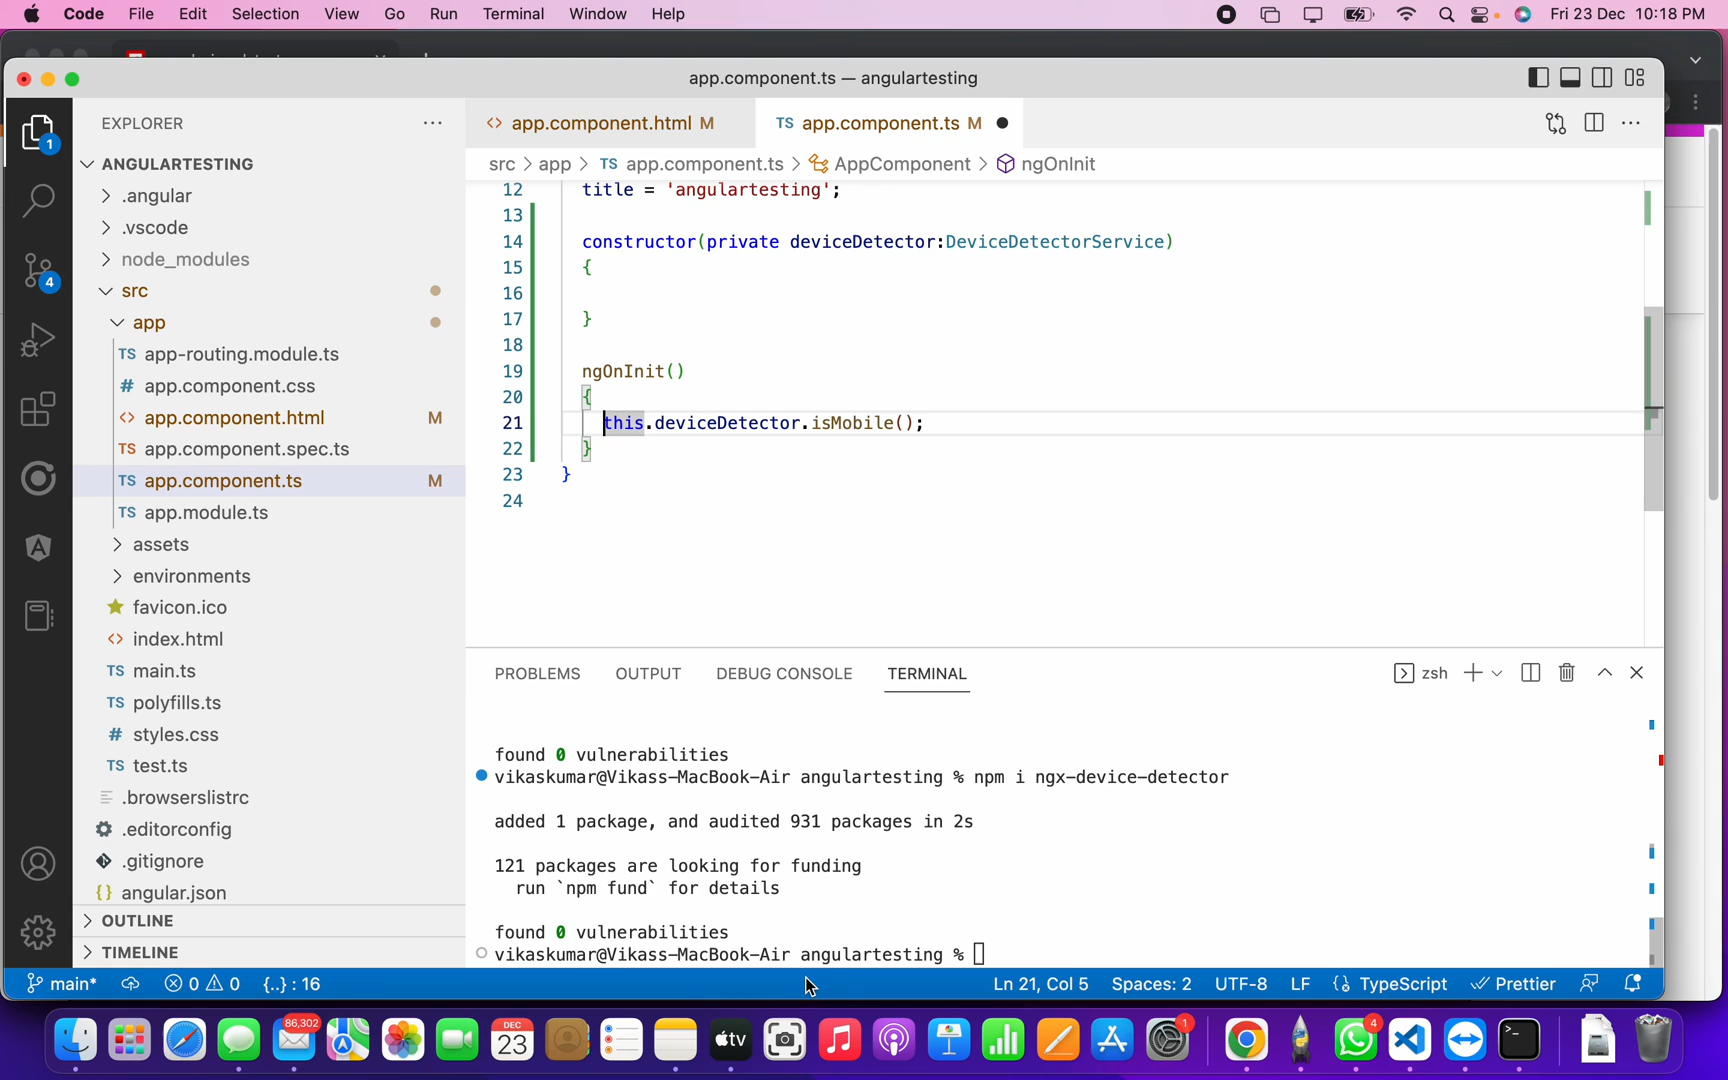 Code File Edit Selection View Go Run Terminal Window Help Fri 23 Dec 10:18 PM
app.component.ts — angulartesting
EXPLORER
ANGULARTESTING
.angular
.vscode
node_modules
src
app
TS app-routing.module.ts
# app.component.css
<> app.component.html M
TS app.component.spec.ts
TS app.component.ts M
TS app.module.ts
assets
environments
favicon.ico
<> index.html
TS main.ts
TS polyfills.ts
# styles.css
TS test.ts
.browserslistrc
.editorconfig
.gitignore
{} angular.json
OUTLINE
TIMELINE
1
4
<> app.component.html M TS app.component.ts M
src > app > TS app.component.ts > AppComponent > ngOnInit
12 title = 'angulartesting';
13
14 constructor(private deviceDetector:DeviceDetectorService)
15 {
16
17 }
18
19 ngOnInit()
20 {
21 this.deviceDetector.isMobile();
22 }
23 }
24
PROBLEMS OUTPUT DEBUG CONSOLE TERMINAL zsh
found 0 vulnerabilities
vikaskumar@Vikass-MacBook-Air angulartesting % npm i ngx-device-detector
added 1 package, and audited 931 packages in 2s
121 packages are looking for funding
run `npm fund` for details
found 0 vulnerabilities
vikaskumar@Vikass-MacBook-Air angulartesting %
main* 0 0 {..} : 16 Ln 21, Col 5 Spaces: 2 UTF-8 LF TypeScript Prettier
86,302 DEC 23 tv 1 4